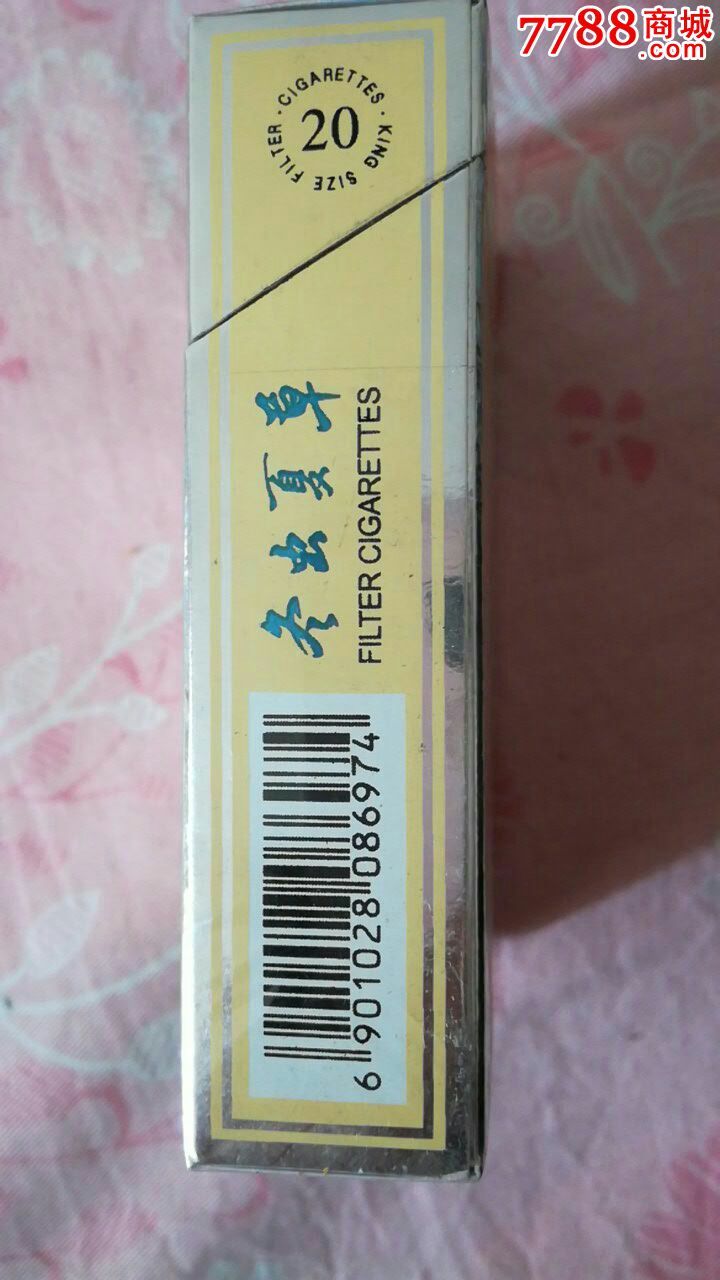 7788商城
.com
· CIGARETTES · KING SIZE FILTER
20
冬虫夏草
FILTER CIGARETTES
6 901028 086974